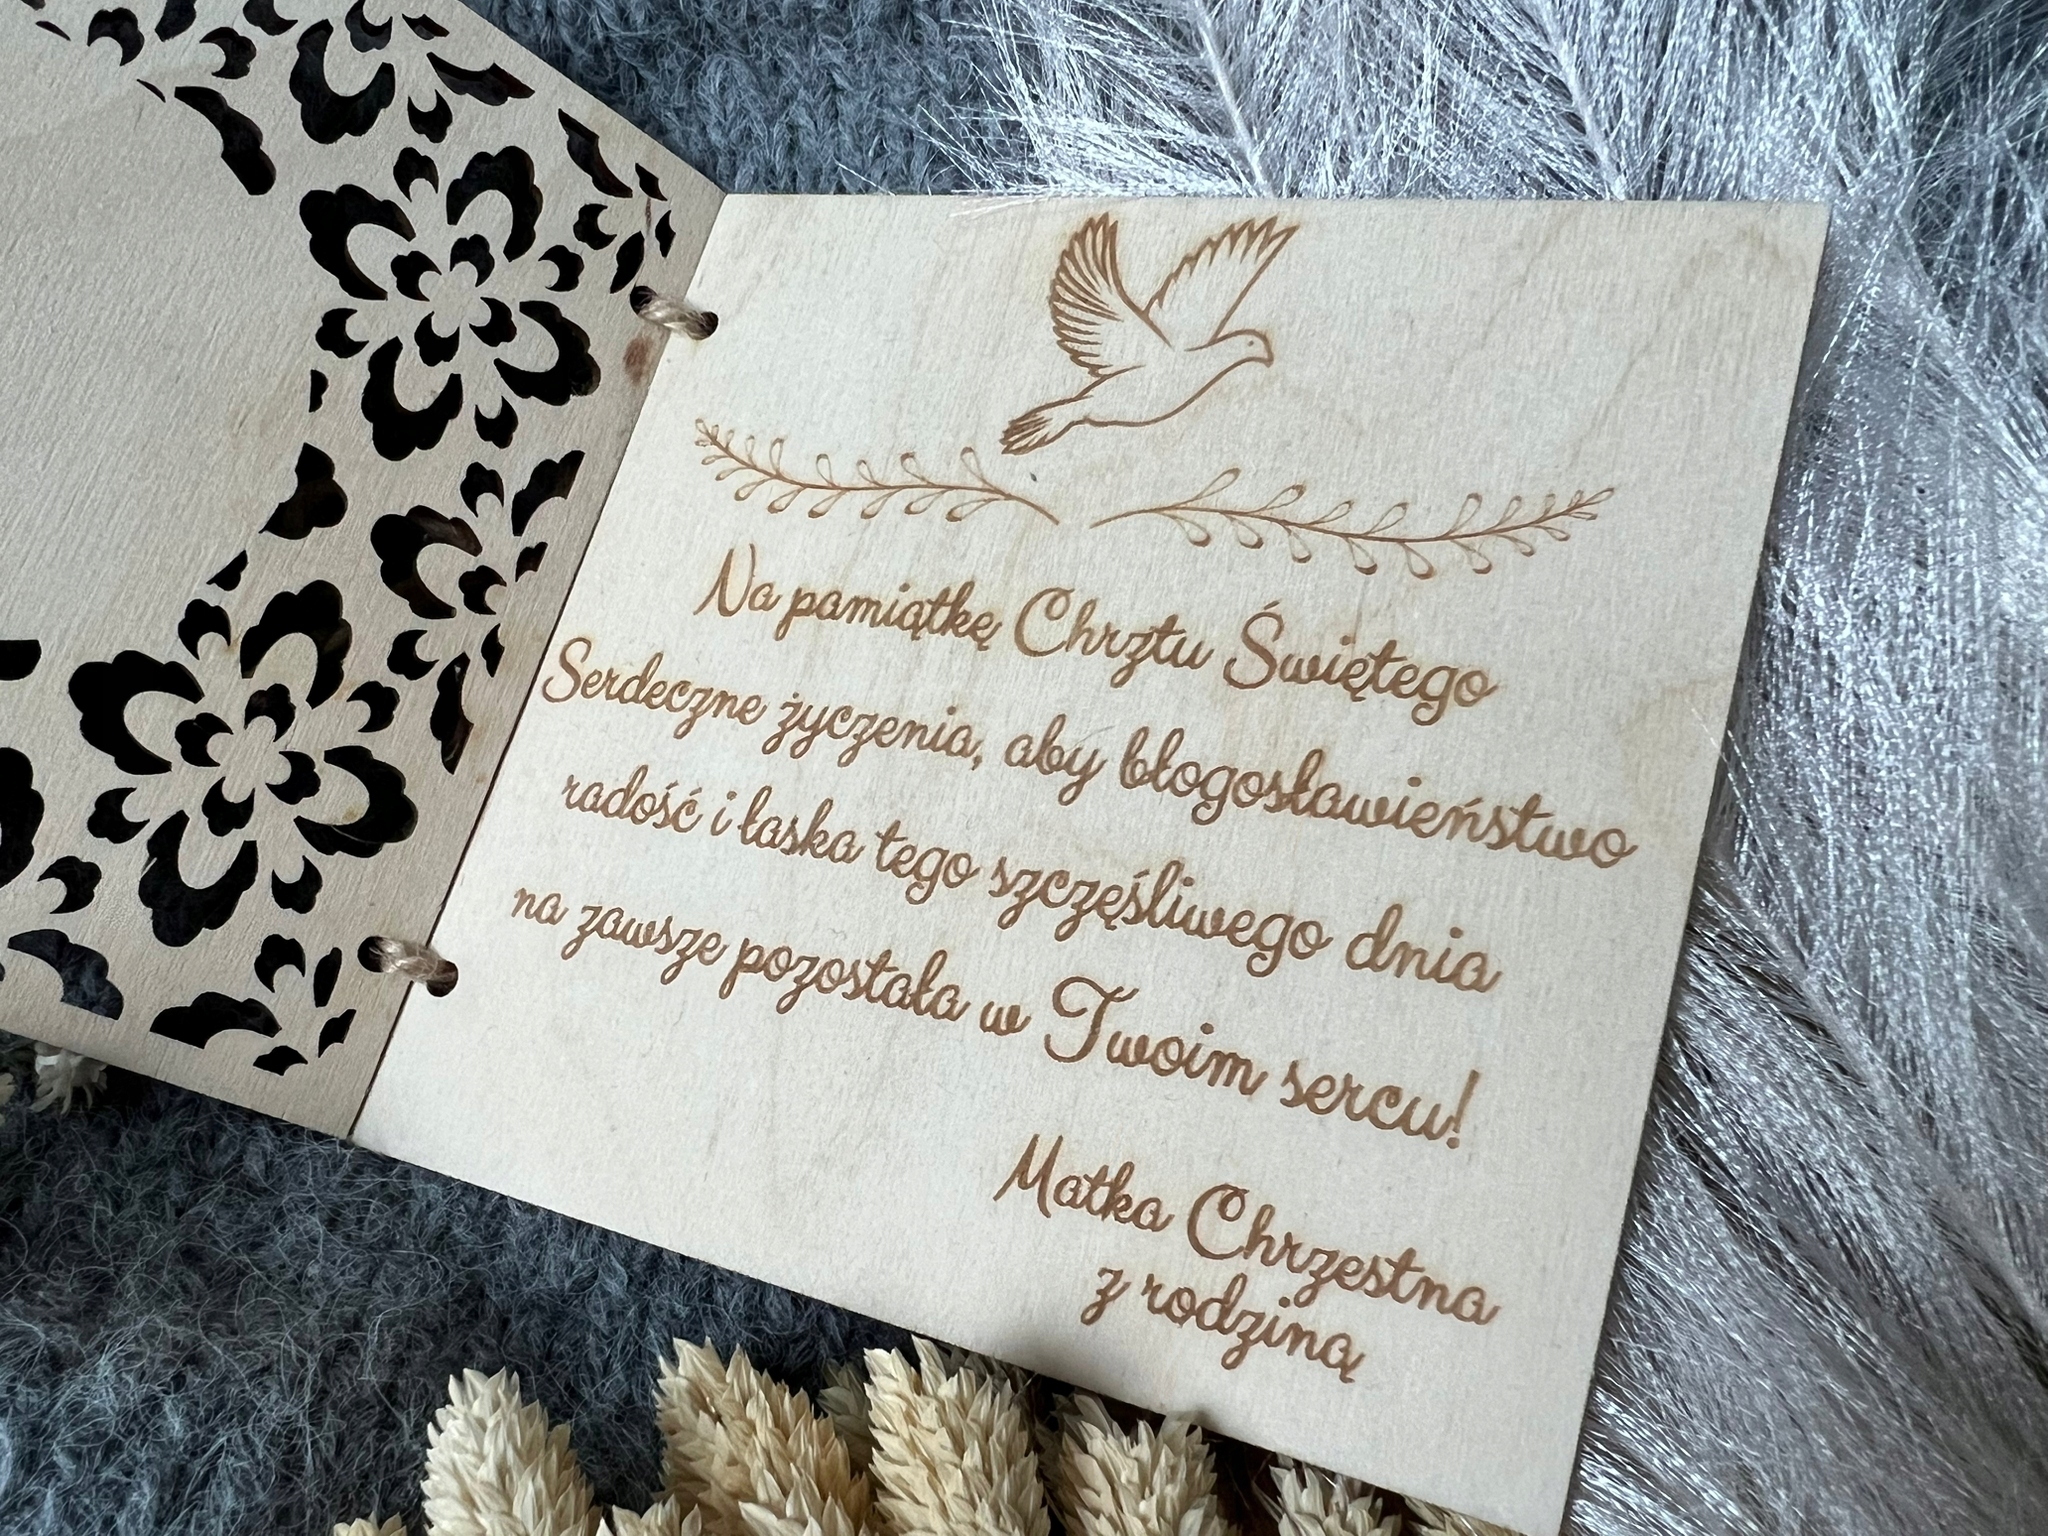 Na pamiątkę Chrztu Świętego
Serdeczne życzenia, aby błogosławieństwo
radość i łaska tego szczęśliwego dnia
na zawsze pozostała w Twoim sercu!
Matka Chrzestna
z rodziną